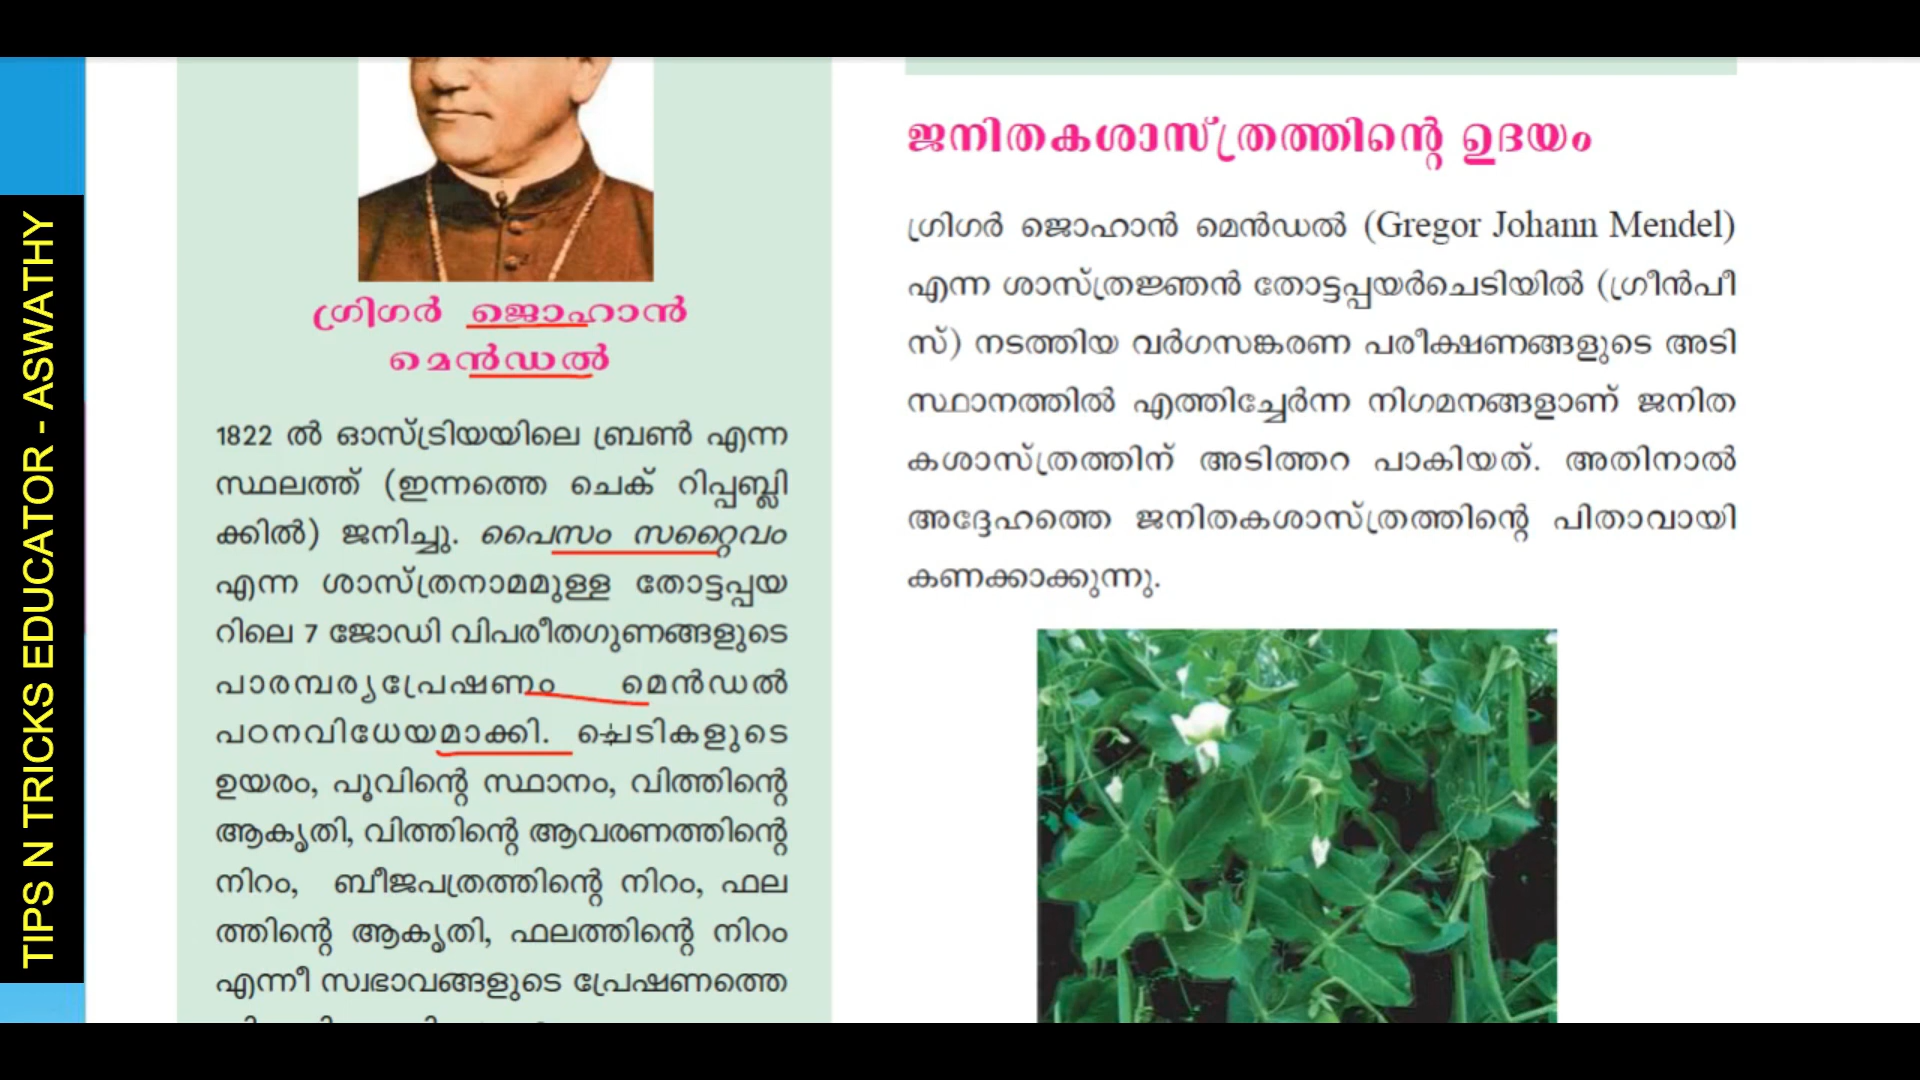 TIPS N TRICKS EDUCATOR - ASWATHY
ഗ്രിഗർ ജൊഹാൻ
മെൻഡൽ
1822 ൽ ഓസ്ട്രിയയിലെ ബ്രൺ എന്ന
സ്ഥലത്ത് (ഇന്നത്തെ ചെക് റിപ്പബ്ലി
ക്കിൽ) ജനിച്ചു. പൈസം സറ്റൈവം
എന്ന ശാസ്ത്രനാമമുള്ള തോട്ടപ്പയ
റിലെ 7 ജോഡി വിപരീതഗുണങ്ങളുടെ
പാരമ്പര്യപ്രേഷണം മെൻഡൽ
പഠനവിധേയമാക്കി. ചെടികളുടെ
ഉയരം, പൂവിന്റെ സ്ഥാനം, വിത്തിന്റെ
ആകൃതി, വിത്തിന്റെ ആവരണത്തിന്റെ
നിറം, ബീജപത്രത്തിന്റെ നിറം, ഫല
ത്തിന്റെ ആകൃതി, ഫലത്തിന്റെ നിറം
എന്നീ സ്വഭാവങ്ങളുടെ പ്രേഷണത്തെ
ജനിതകശാസ്ത്രത്തിന്റെ ഉദയം
ഗ്രിഗർ ജൊഹാൻ മെൻഡൽ (Gregor Johann Mendel)
എന്ന ശാസ്ത്രജ്ഞൻ തോട്ടപ്പയർചെടിയിൽ (ഗ്രീൻപീ
സ്) നടത്തിയ വർഗസങ്കരണ പരീക്ഷണങ്ങളുടെ അടി
സ്ഥാനത്തിൽ എത്തിച്ചേർന്ന നിഗമനങ്ങളാണ് ജനിത
കശാസ്ത്രത്തിന് അടിത്തറ പാകിയത്. അതിനാൽ
അദ്ദേഹത്തെ ജനിതകശാസ്ത്രത്തിന്റെ പിതാവായി
കണക്കാക്കുന്നു.